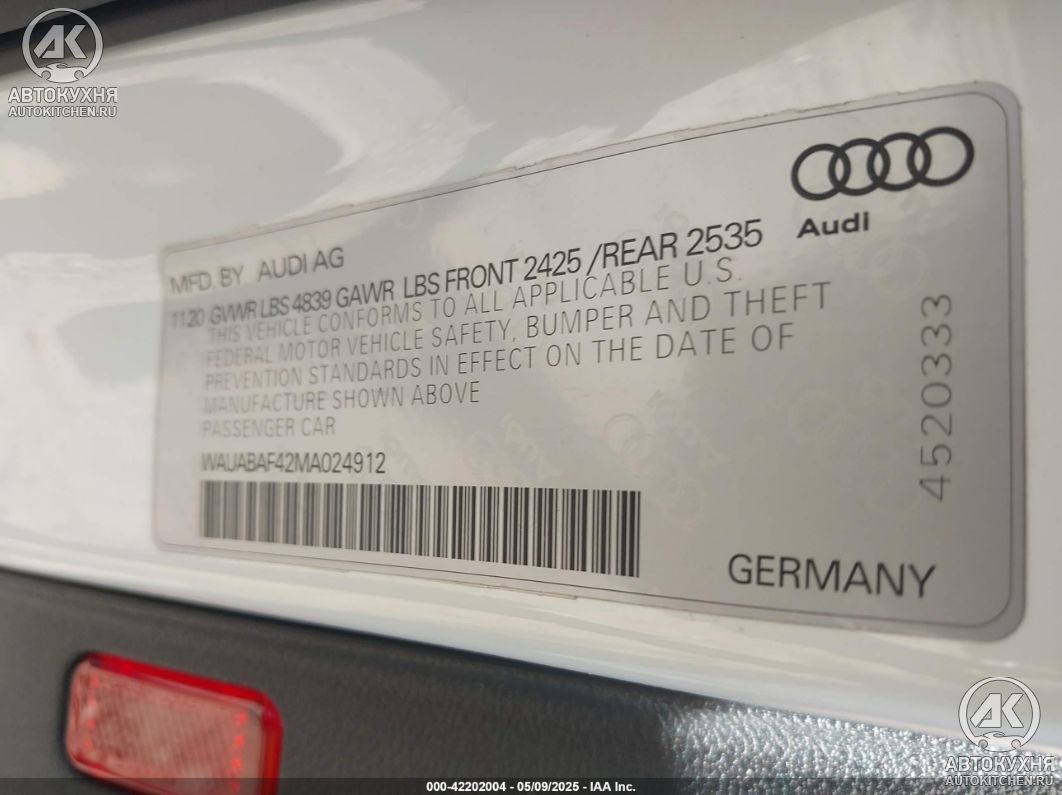 AK
АВТОКУХНЯ
AUTOKITCHEN.RU
Audi
MFD. BY AUDI AG
11.20 GVWR LBS 4839 GAWR LBS FRONT 2425 /REAR 2535
THIS VEHICLE CONFORMS TO ALL APPLICABLE U.S.
FEDERAL MOTOR VEHICLE SAFETY, BUMPER AND THEFT
PREVENTION STANDARDS IN EFFECT ON THE DATE OF
MANUFACTURE SHOWN ABOVE
PASSENGER CAR
WAUABAF42MA024912
4520333
GERMANY
AK
АВТОКУХНЯ
AUTOKITCHEN.RU
000-42202004 - 05/09/2025 - IAA Inc.